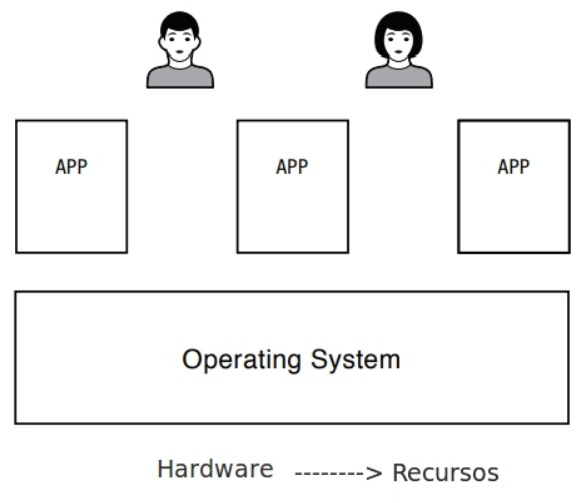 APP APP APP
Operating System
Hardware --------> Recursos